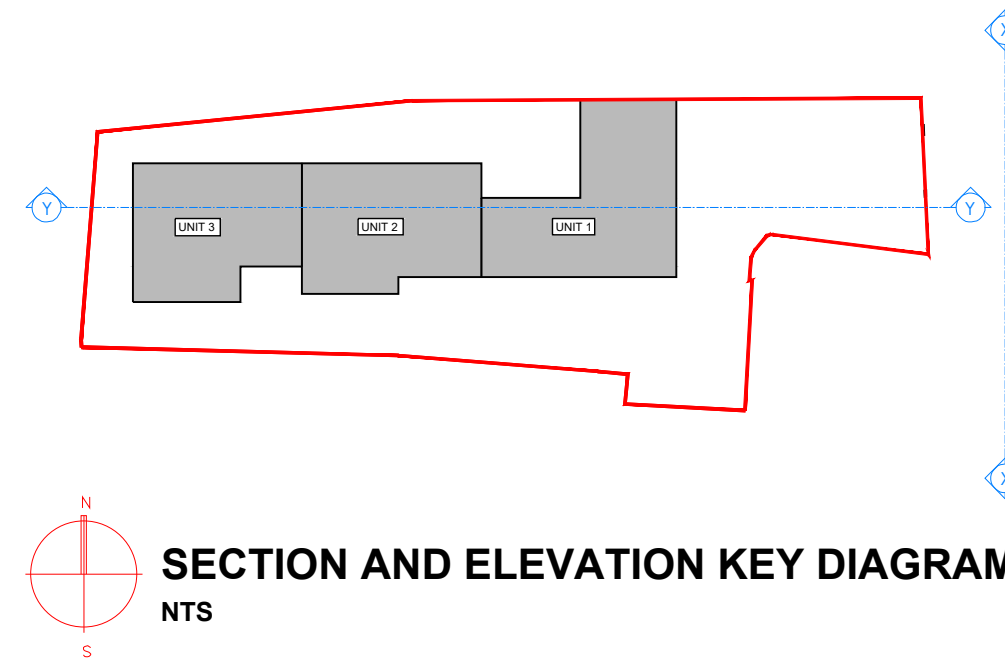 X
Y
Y
UNIT 3
UNIT 2
UNIT 1
X
N
S
SECTION AND ELEVATION KEY DIAGRAM
NTS